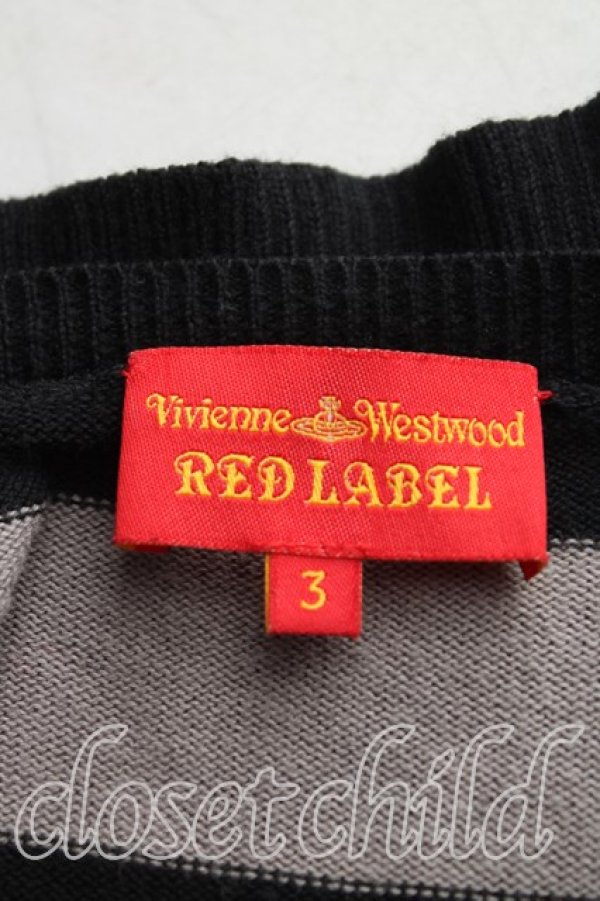 Vivienne Westwood
RED LABEL
3
closet child